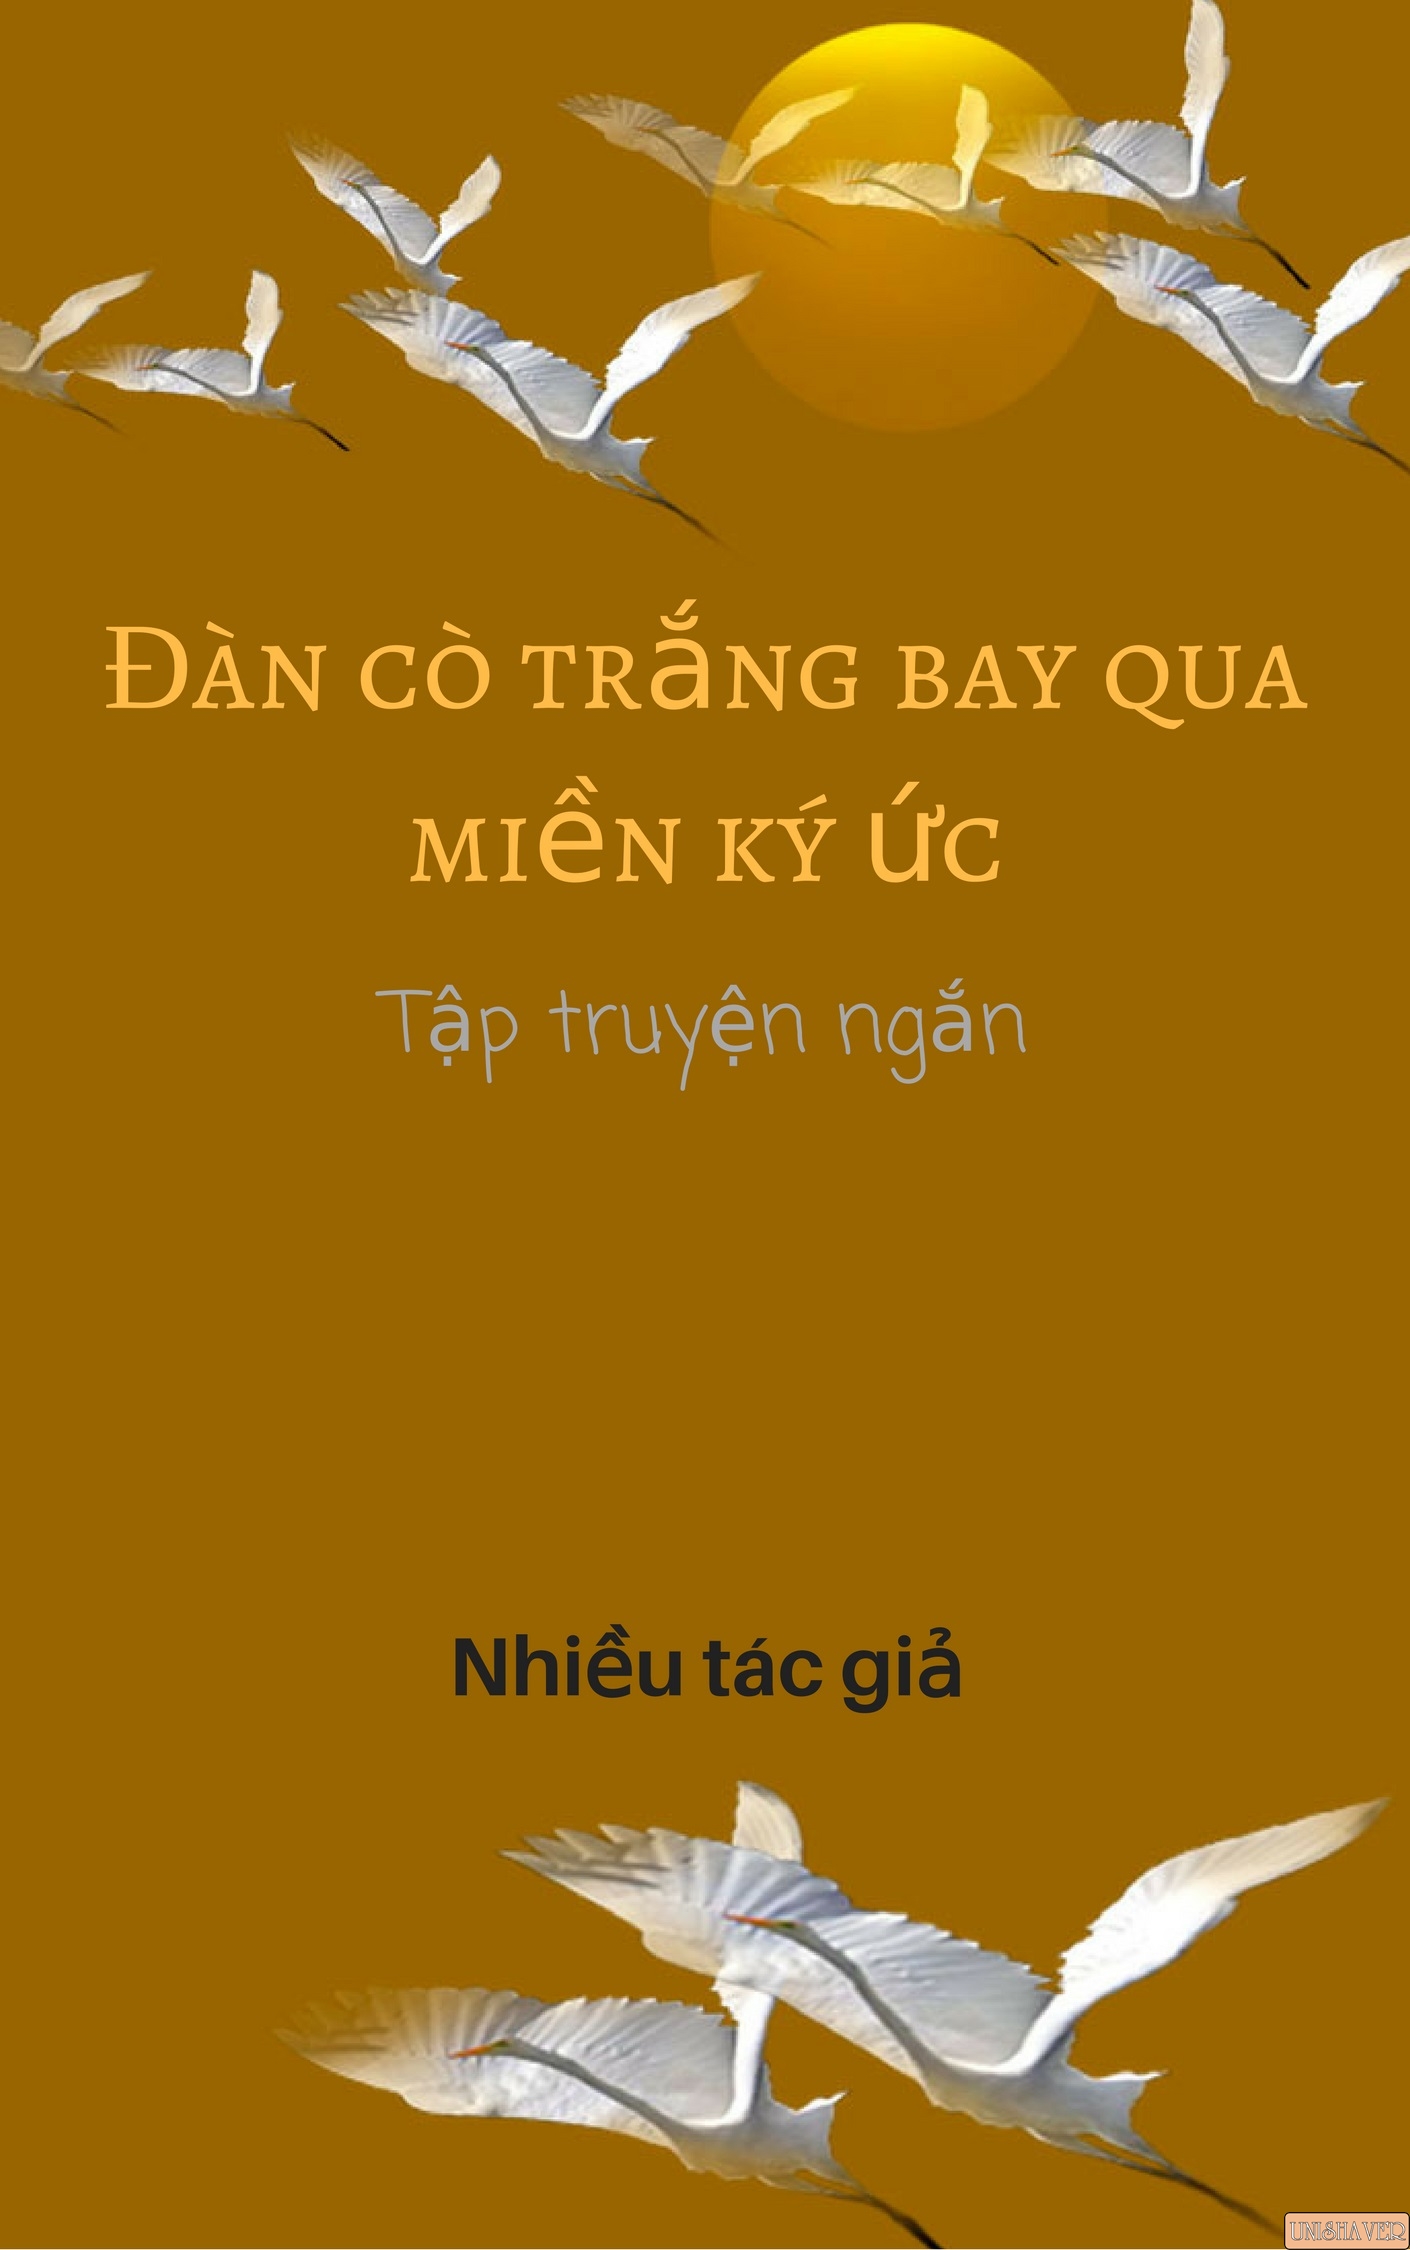 Đàn cò trắng bay qua
miền ký ức
Tập truyện ngắn
Nhiều tác giả
UNISHAVER